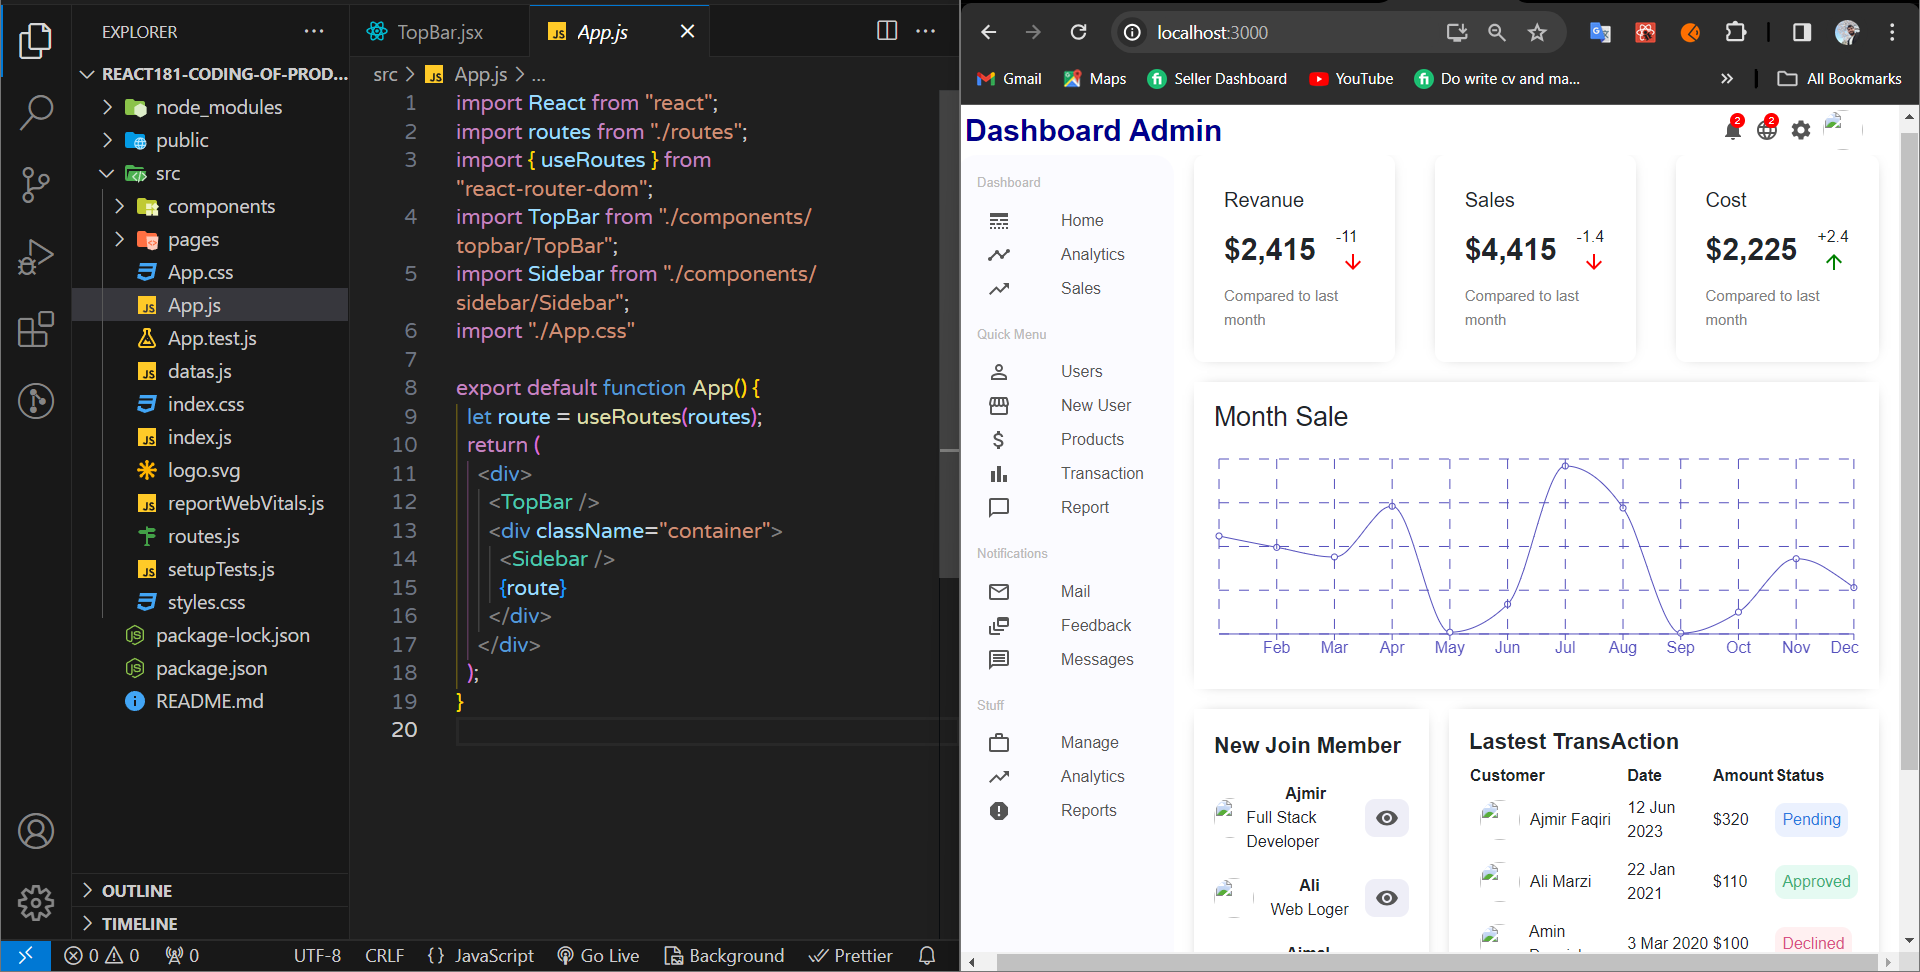 EXPLORER
REACT181-CODING-OF-PROD...
node_modules
public
src
components
pages
App.css
App.js
App.test.js
datas.js
index.css
index.js
logo.svg
reportWebVitals.js
routes.js
setupTests.js
styles.css
package-lock.json
package.json
README.md
OUTLINE
TIMELINE
TopBar.jsx
App.js
src > JS App.js > ...
1 import React from "react";
2 import routes from "./routes";
3 import { useRoutes } from
"react-router-dom";
4 import TopBar from "./components/
topbar/TopBar";
5 import Sidebar from "./components/
sidebar/Sidebar";
6 import "./App.css"
7
8 export default function App() {
9 let route = useRoutes(routes);
10 return (
11 <div>
12 <TopBar />
13 <div className="container">
14 <Sidebar />
15 {route}
16 </div>
17 </div>
18 );
19 }
20
0 0 0 UTF-8 CRLF {} JavaScript Go Live Background Prettier
localhost:3000
Gmail Maps Seller Dashboard YouTube Do write cv and ma... » All Bookmarks
Dashboard Admin
2 2
Dashboard
Home
Analytics
Sales
Quick Menu
Users
New User
Products
Transaction
Report
Notifications
Mail
Feedback
Messages
Stuff
Manage
Analytics
Reports
Revanue
$2,415 -11
Compared to last
month
Sales
$4,415 -1.4
Compared to last
month
Cost
$2,225 +2.4
Compared to last
month
Month Sale
Feb Mar Apr May Jun Jul Aug Sep Oct Nov Dec
New Join Member
Ajmir
Full Stack
Developer
Ali
Web Loger
Lastest TransAction
Customer Date Amount Status
Ajmir Faqiri 12 Jun
2023 $320 Pending
Ali Marzi 22 Jan
2021 $110 Approved
Amin
3 Mar 2020 $100 Declined